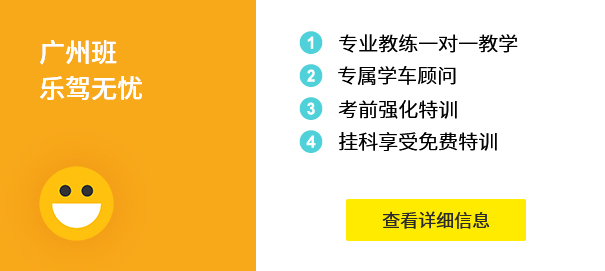 广州班
乐驾无忧
1 专业教练一对一教学
2 专属学车顾问
3 考前强化特训
4 挂科享受免费特训
查看详细信息